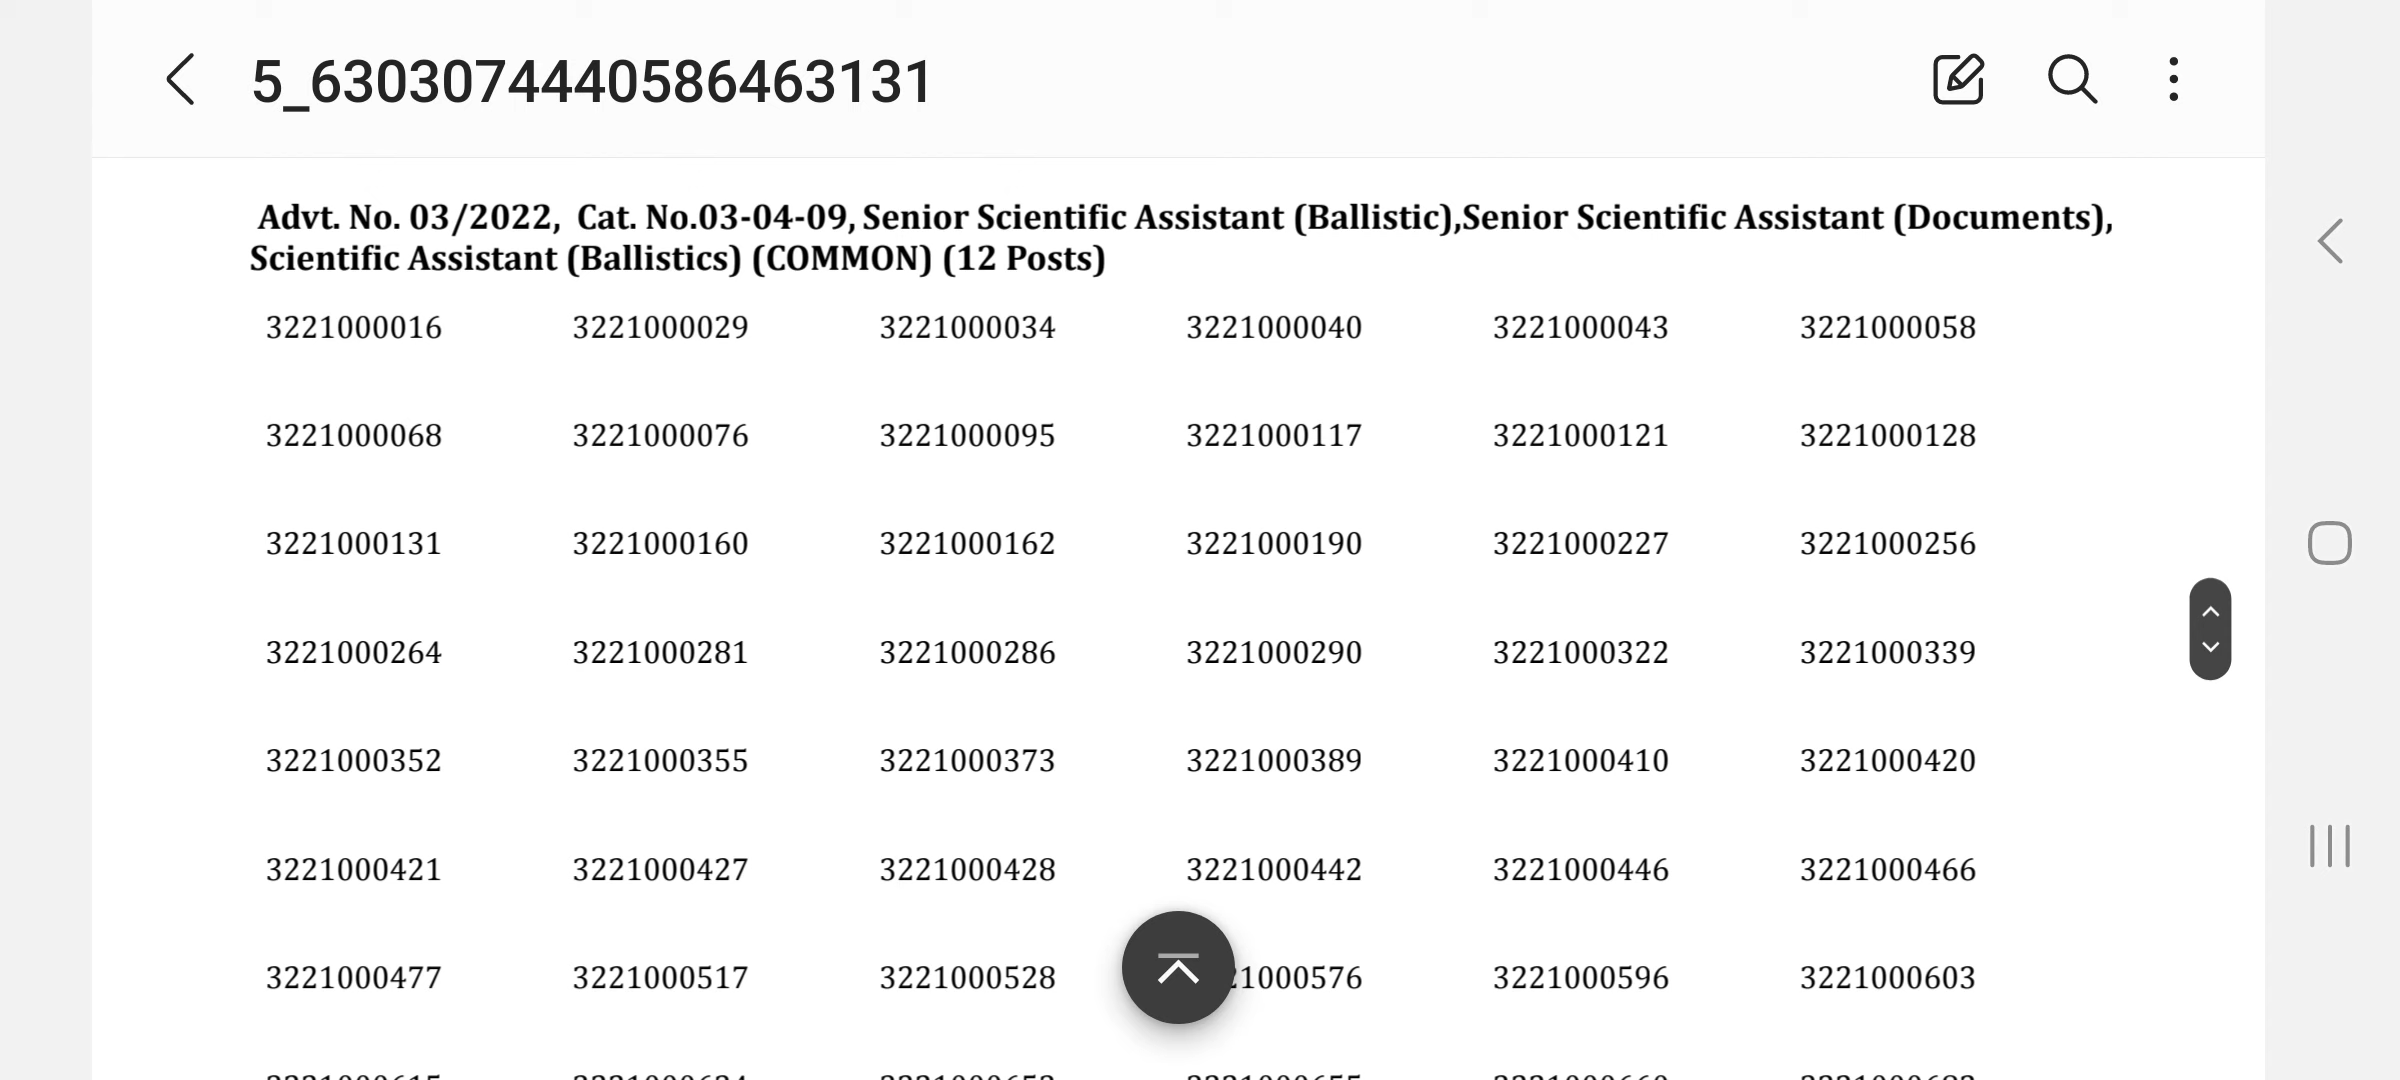 5_6303074440586463131
Advt. No. 03/2022, Cat. No.03-04-09, Senior Scientific Assistant (Ballistic),Senior Scientific Assistant (Documents),
Scientific Assistant (Ballistics) (COMMON) (12 Posts)
3221000016 3221000029 3221000034 3221000040 3221000043 3221000058
3221000068 3221000076 3221000095 3221000117 3221000121 3221000128
3221000131 3221000160 3221000162 3221000190 3221000227 3221000256
3221000264 3221000281 3221000286 3221000290 3221000322 3221000339
3221000352 3221000355 3221000373 3221000389 3221000410 3221000420
3221000421 3221000427 3221000428 3221000442 3221000446 3221000466
3221000477 3221000517 3221000528 21000576 3221000596 3221000603